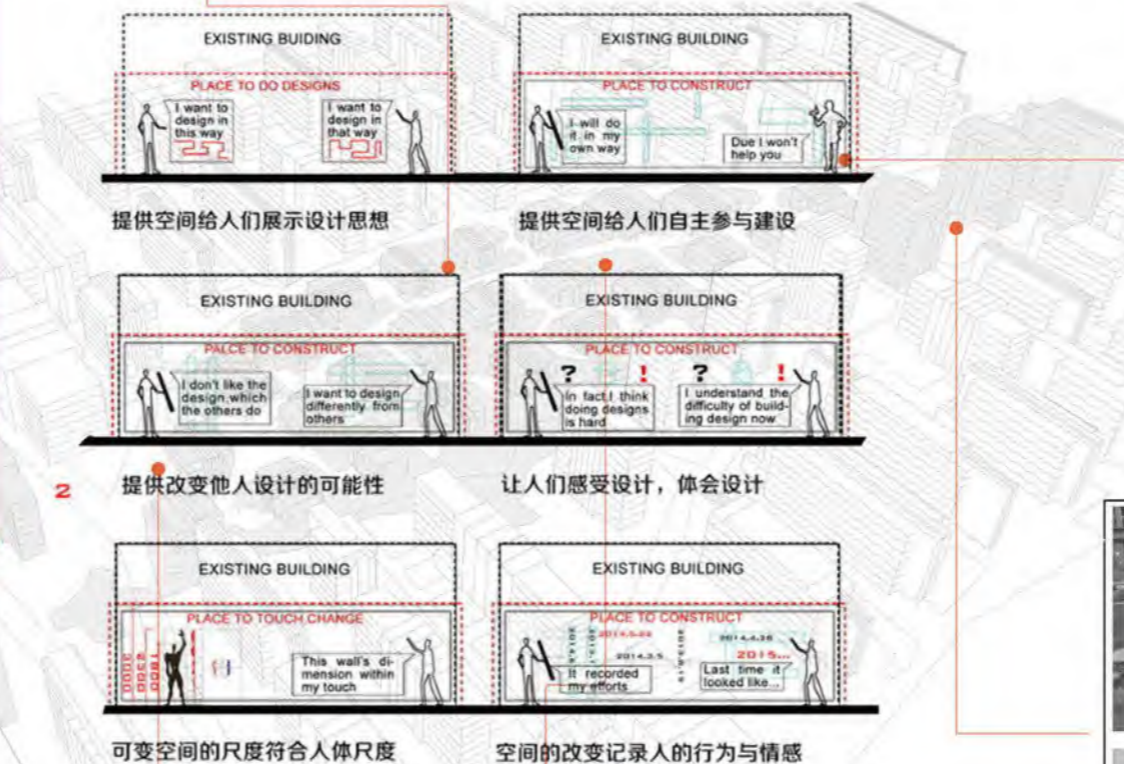 EXISTING BUIDING
PLACE TO DO DESIGNS
I want to
design in
this way
I want to
design in
that way
提供空间给人们展示设计思想
EXISTING BUILDING
PLACE TO CONSTRUCT
I will do
it in my
own way
Due I won't
help you
提供空间给人们自主参与建设
EXISTING BUILDING
PALCE TO CONSTRUCT
I don't like the
design,which
the others do
I want to design
differently from
others
2
提供改变他人设计的可能性
EXISTING BUILDING
PLACE TO CONSTRUCT
? ! ? !
In fact,I think
doing designs
is hard
I understand the
difficulty of build-
ing design now
让人们感受设计，体会设计
EXISTING BUILDING
PLACE TO TOUCH CHANGE
3000
2300
1800
This wall's di-
mension within
my touch
可变空间的尺度符合人体尺度
EXISTING BUILDING
PLACE TO CONSTRUCT
2014.5.22
2014.3.5
2014.4.26
2015...
It recorded
my efforts
Last time it
looked like...
空间的改变记录人的行为与情感